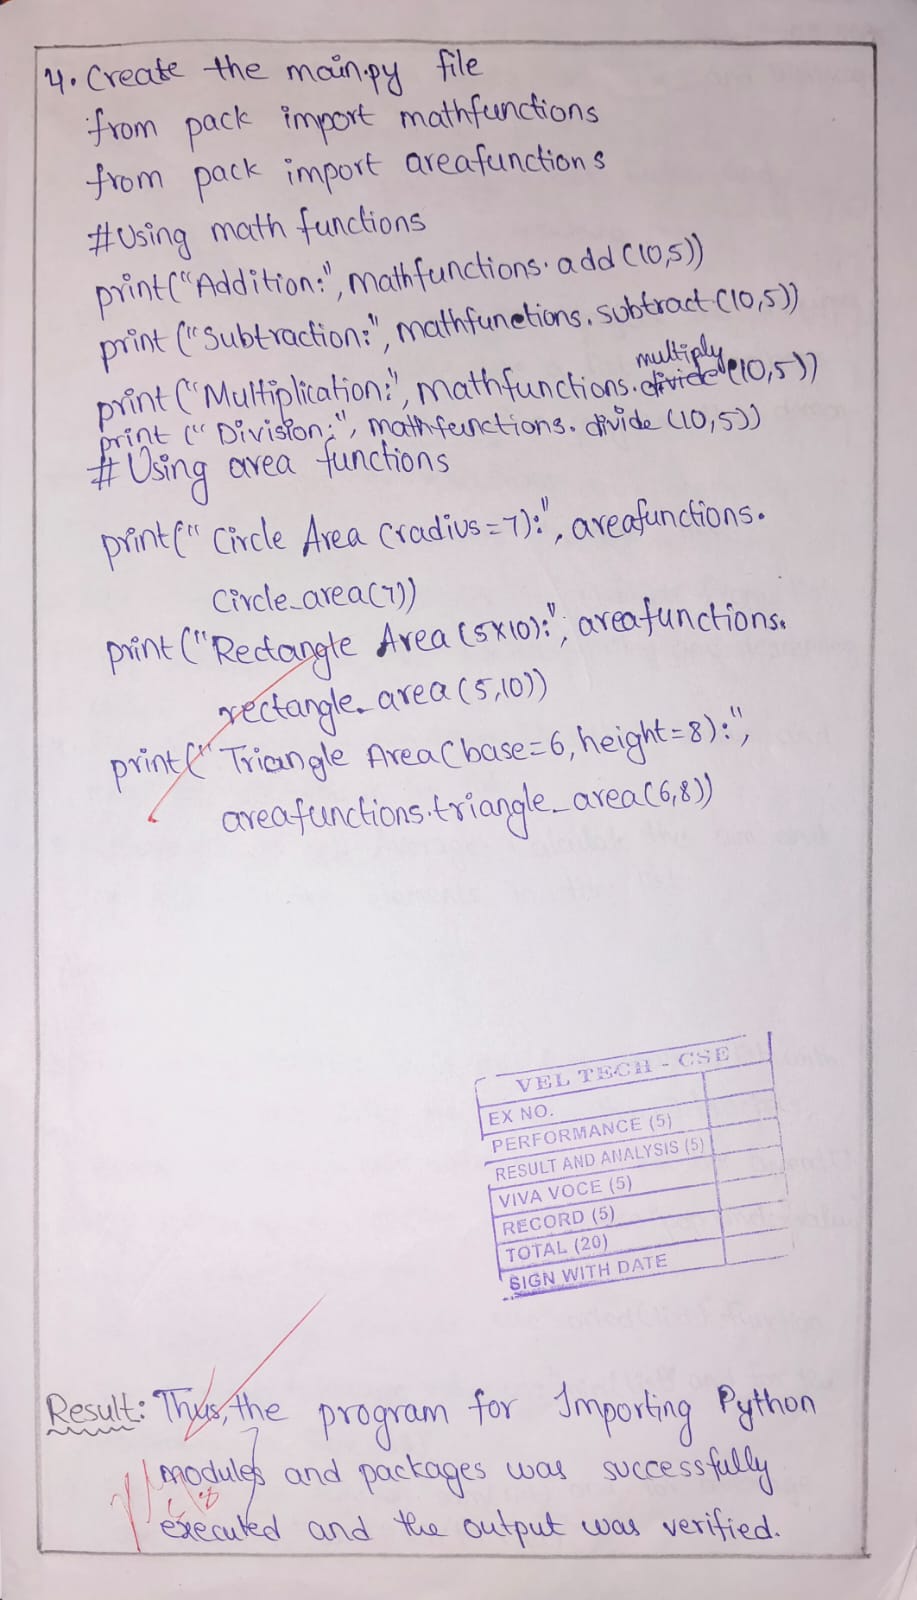 4. Create the main.py file
from pack import mathfunctions
from pack import areafunctions
#Using math functions
print("Addition:", mathfunctions.add(10,5))
print("Subtraction:", mathfunctions.subtract(10,5))
multiply
print("Multiplication:", mathfunctions.divide(10,5))
print("Division:", mathfunctions.divide(10,5))
# Using area functions
print("Circle Area (radius=7):", areafunctions.
circle_area(7))
print("Rectangle Area (5x10):", areafunctions.
rectangle_area(5,10))
print("Triangle Area(base=6, height=8):",
areafunctions.triangle_area(6,8))
VEL TECH - CSE
EX NO.
PERFORMANCE (5)
RESULT AND ANALYSIS (5)
VIVA VOCE (5)
RECORD (5)
TOTAL (20)
SIGN WITH DATE
Result: Thus, the program for Importing Python
modules and packages was successfully
executed and the output was verified.